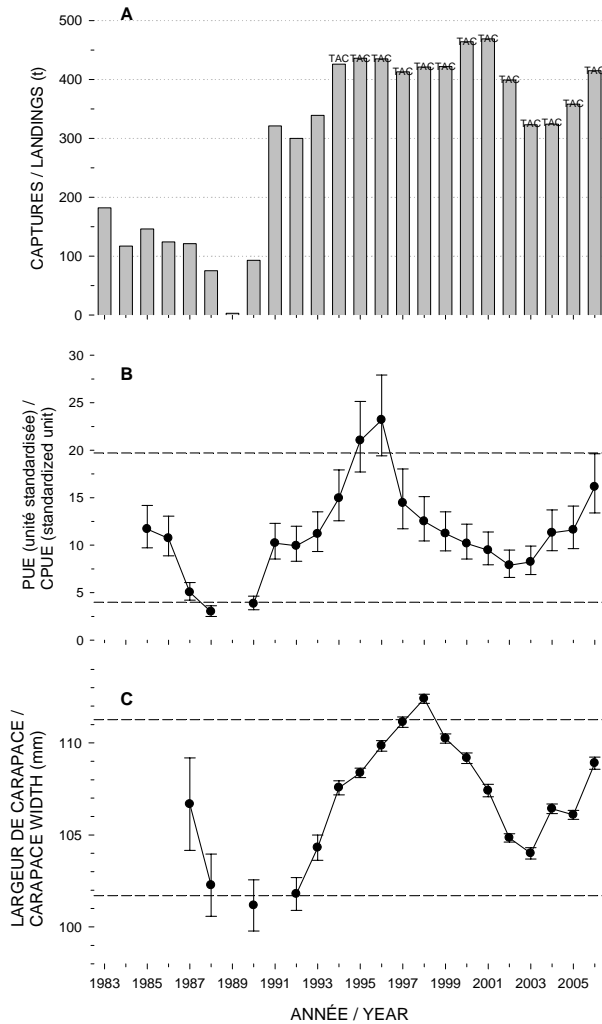 A
500
400
300
200
100
0
CAPTURES / LANDINGS (t)
TAC TAC TAC TAC TAC TAC TAC TAC TAC TAC TAC TAC TAC
B
30
25
20
15
10
5
0
PUE (unité standardisée) /
CPUE (standardized unit)
C
110
105
100
LARGEUR DE CARAPACE /
CARAPACE WIDTH (mm)
1983 1985 1987 1989 1991 1993 1995 1997 1999 2001 2003 2005
ANNÉE / YEAR